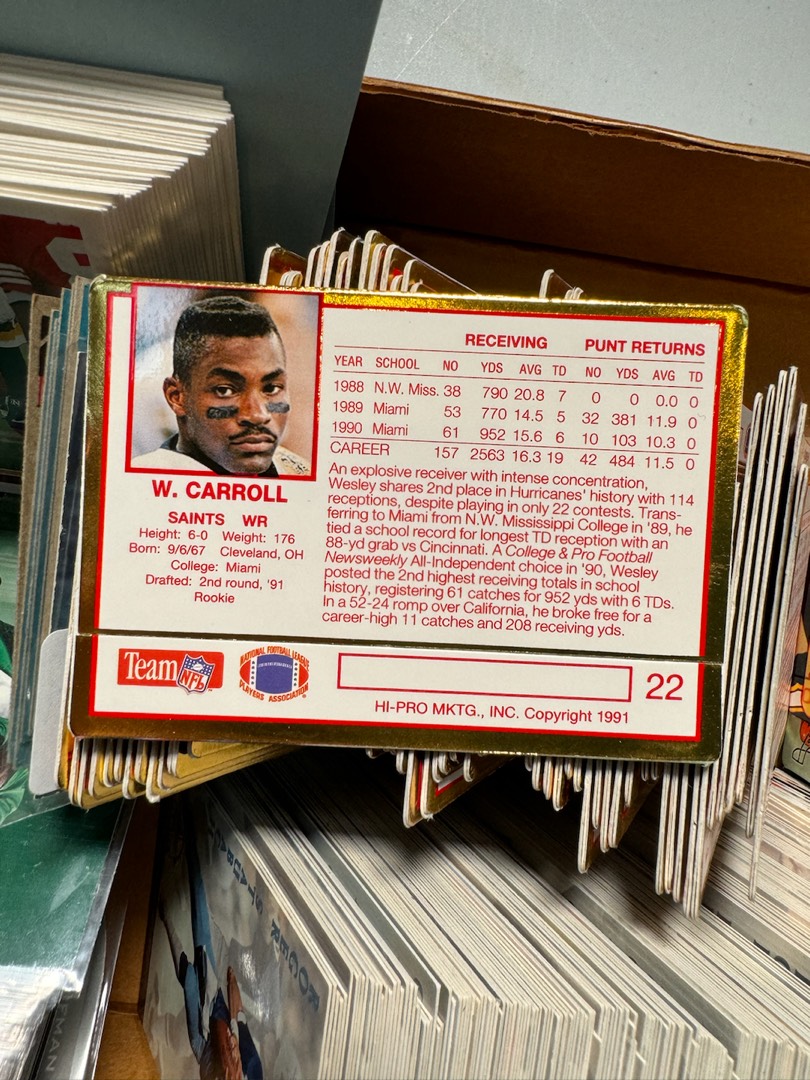 RECEIVING PUNT RETURNS
YEAR SCHOOL NO YDS AVG TD NO YDS AVG TD
1988 N.W. Miss. 38 790 20.8 7 0 0 0.0 0
1989 Miami 53 770 14.5 5 32 381 11.9 0
1990 Miami 61 952 15.6 6 10 103 10.3 0
CAREER 157 2563 16.3 19 42 484 11.5 0
W. CARROLL
SAINTS WR
Height: 6-0 Weight: 176
Born: 9/6/67 Cleveland, OH
College: Miami
Drafted: 2nd round, '91
Rookie
An explosive receiver with intense concentration,
Wesley shares 2nd place in Hurricanes' history with 114
receptions, despite playing in only 22 contests. Trans-
ferring to Miami from N.W. Mississippi College in '89, he
tied a school record for longest TD reception with an
88-yd grab vs Cincinnati. A College & Pro Football
Newsweekly All-Independent choice in '90, Wesley
posted the 2nd highest receiving totals in school
history, registering 61 catches for 952 yds with 6 TDs.
In a 52-24 romp over California, he broke free for a
career-high 11 catches and 208 receiving yds.
Team NFL
NATIONAL FOOTBALL LEAGUE
PLAYERS ASSOCIATION
22
HI-PRO MKTG., INC. Copyright 1991